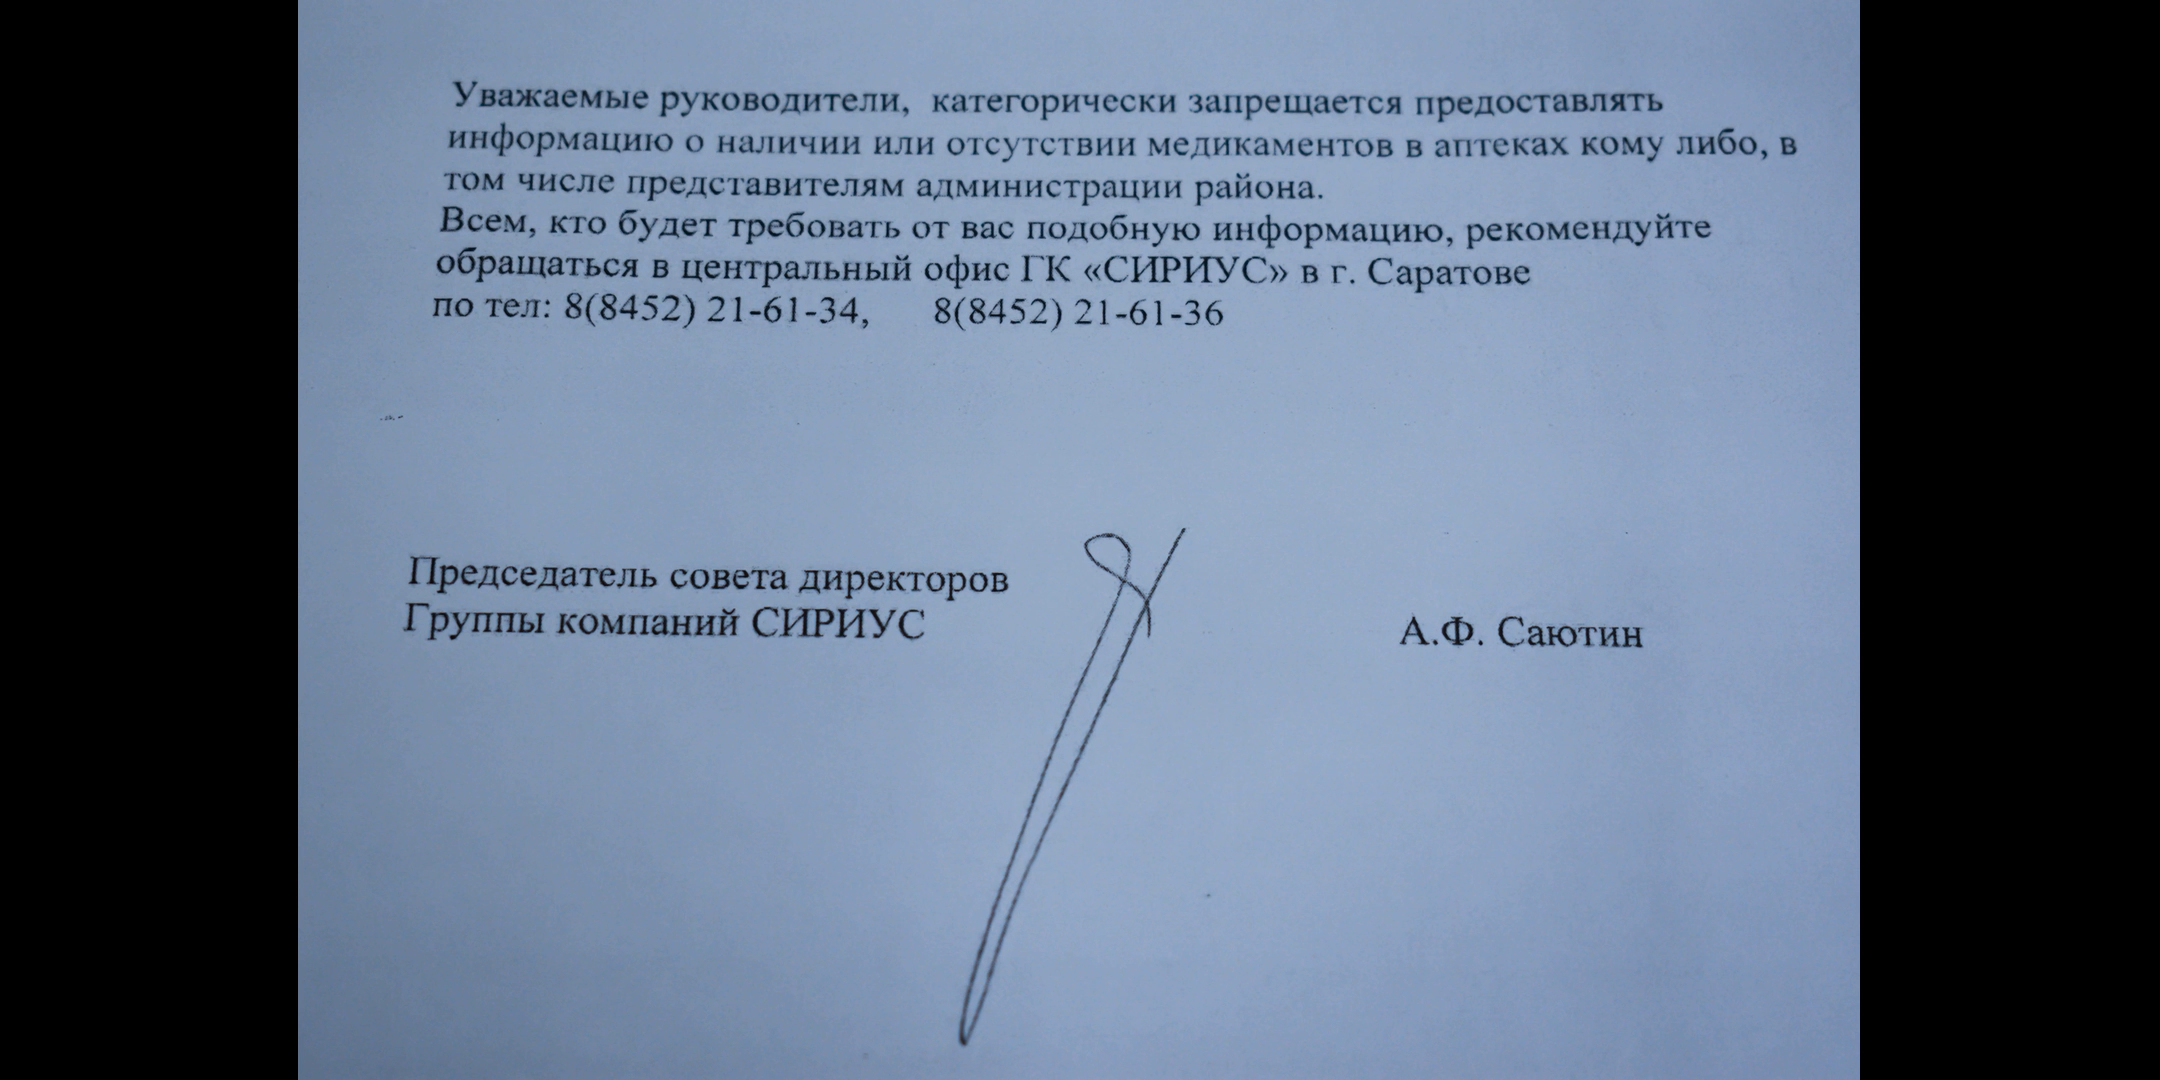 Уважаемые руководители, категорически запрещается предоставлять
информацию о наличии или отсутствии медикаментов в аптеках кому либо, в
том числе представителям администрации района.
Всем, кто будет требовать от вас подобную информацию, рекомендуйте
обращаться в центральный офис ГК «СИРИУС» в г. Саратове
по тел: 8(8452) 21-61-34, 8(8452) 21-61-36
Председатель совета директоров
Группы компаний СИРИУС
А.Ф. Саютин